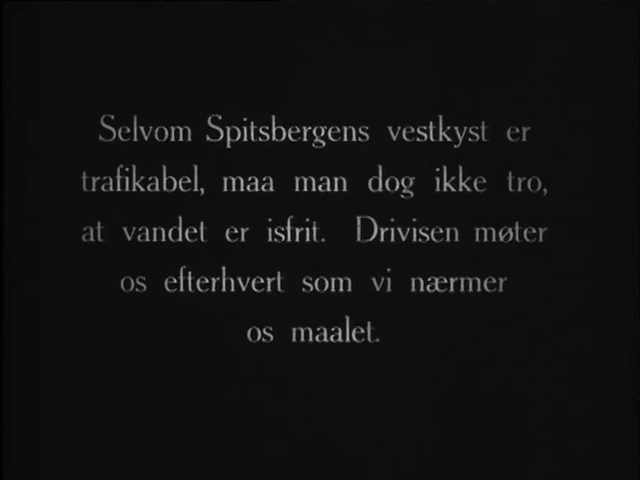 Selvom Spitsbergens vestkyst er
trafikabel, maa man dog ikke tro,
at vandet er isfrit. Drivisen møter
os efterhvert som vi nærmer
os maalet.